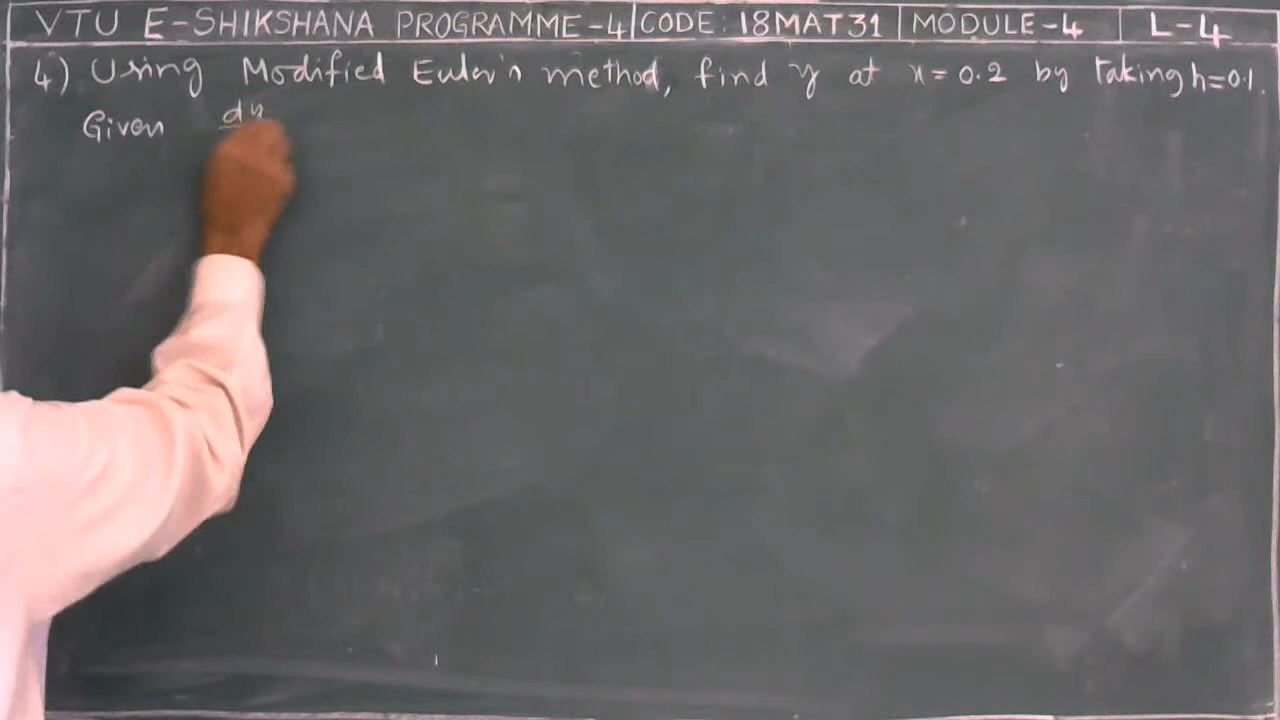 VTU E-SHIKSHANA PROGRAMME-4 CODE: 18MAT31 MODULE-4 L-4
4) Using Modified Euler's method, find y at x=0.2 by taking h=0.1.
Given dy